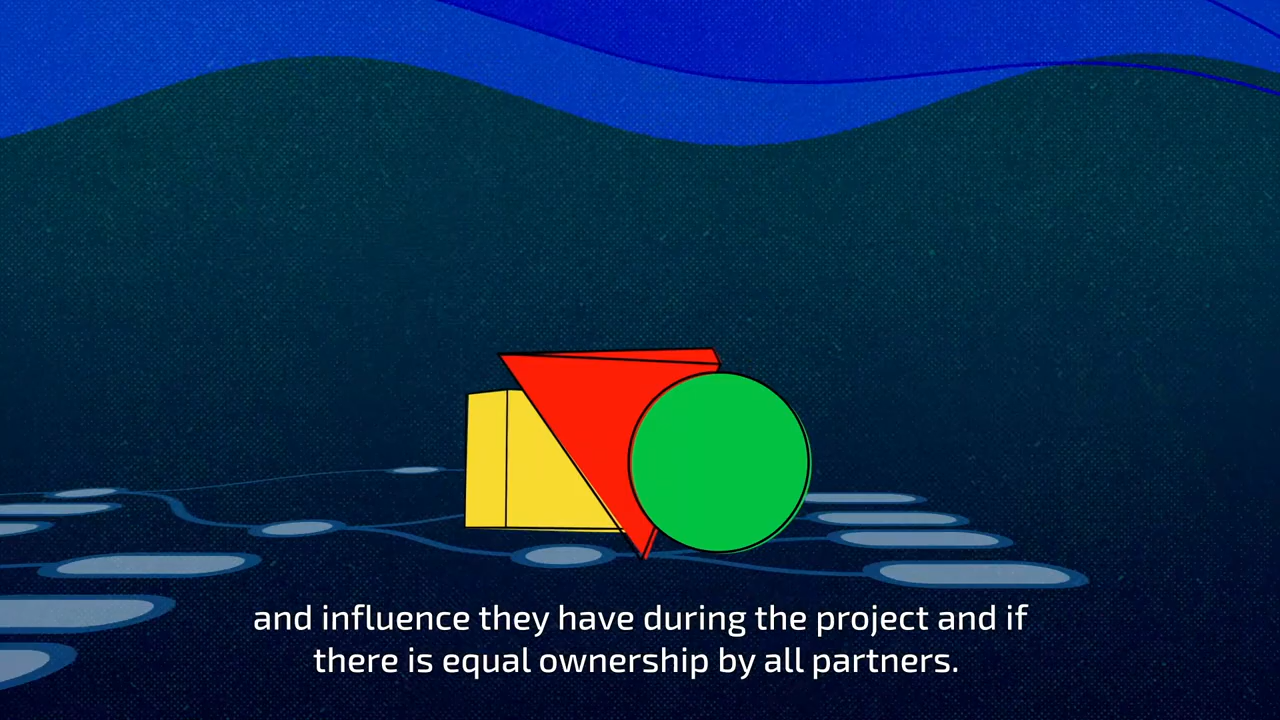 and influence they have during the project and if
there is equal ownership by all partners.